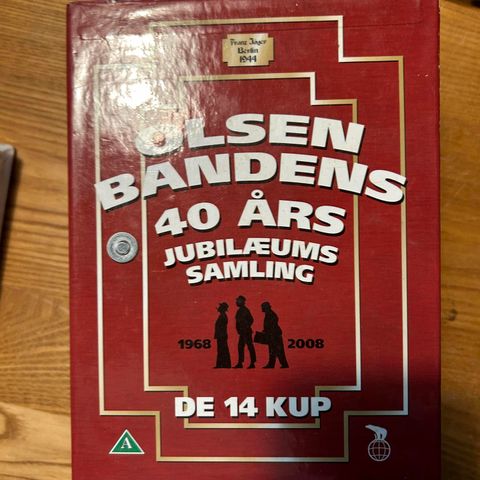 Franz Jäger
Berlin
1944
OLSEN
BANDENS
40 ÅRS
JUBILÆUMS
SAMLING
1968 2008
DE 14 KUP
A